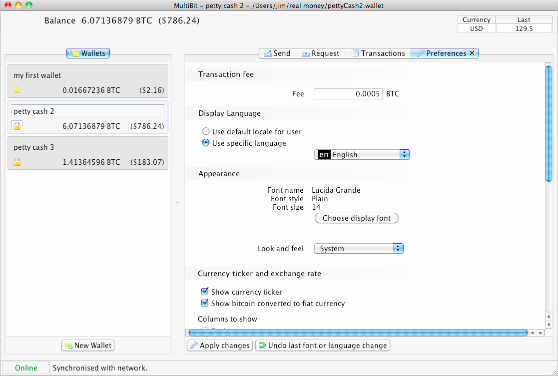 MultiBit - petty cash 2 - /Users/jim/real money/pettyCash2.wallet
Balance 6.07136879 BTC ($786.24)
Currency Last
USD 129.5
Wallets
Send Request Transactions Preferences X
my first wallet
0.01667236 BTC ($2.16)
petty cash 2
6.07136879 BTC ($786.24)
petty cash 3
1.41364596 BTC ($183.07)
New Wallet
Transaction fee
Fee 0.0005 BTC
Display Language
Use default locale for user
Use specific language
en English
Appearance
Font name Lucida Grande
Font style Plain
Font size 14
Choose display font
Look and feel System
Currency ticker and exchange rate
Show currency ticker
Show bitcoin converted to fiat currency
Columns to show
Apply changes Undo last font or language change
Online Synchronised with network.